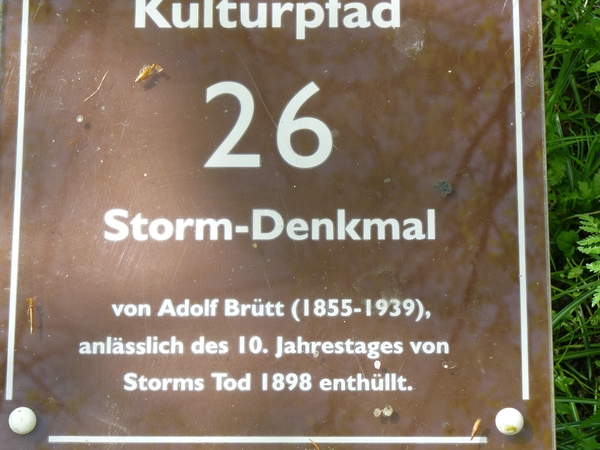 Kulturpfad
26
Storm-Denkmal
von Adolf Brütt (1855-1939),
anlässlich des 10. Jahrestages von
Storms Tod 1898 enthüllt.